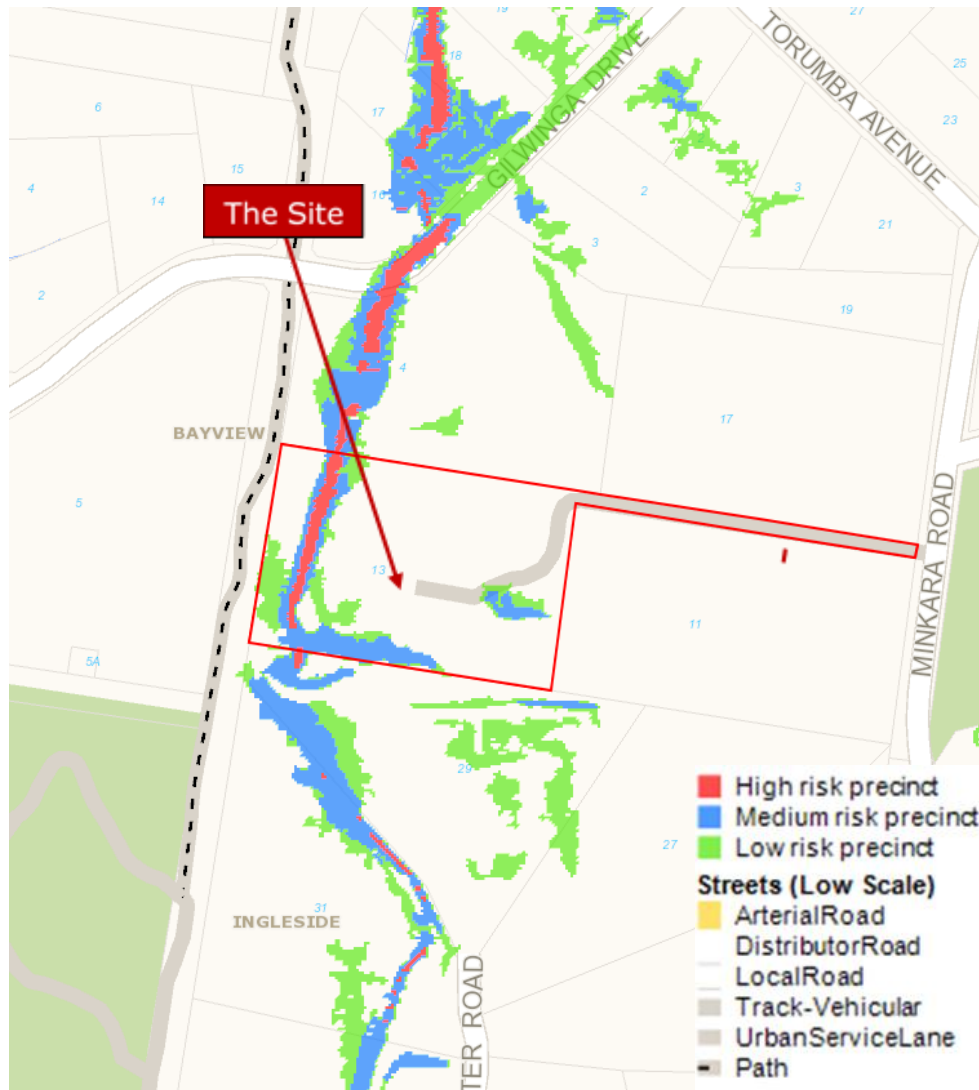 19
27
TORUMBA AVENUE
18
25
GILWINGA DRIVE
6
17
23
15
4
14
16
2
3
The Site
21
3
2
19
4
17
BAYVIEW
5
MINKARA ROAD
13
11
5A
29
27
31
INGLESIDE
TER ROAD
High risk precinct
Medium risk precinct
Low risk precinct
Streets (Low Scale)
ArterialRoad
DistributorRoad
LocalRoad
Track-Vehicular
UrbanServiceLane
Path